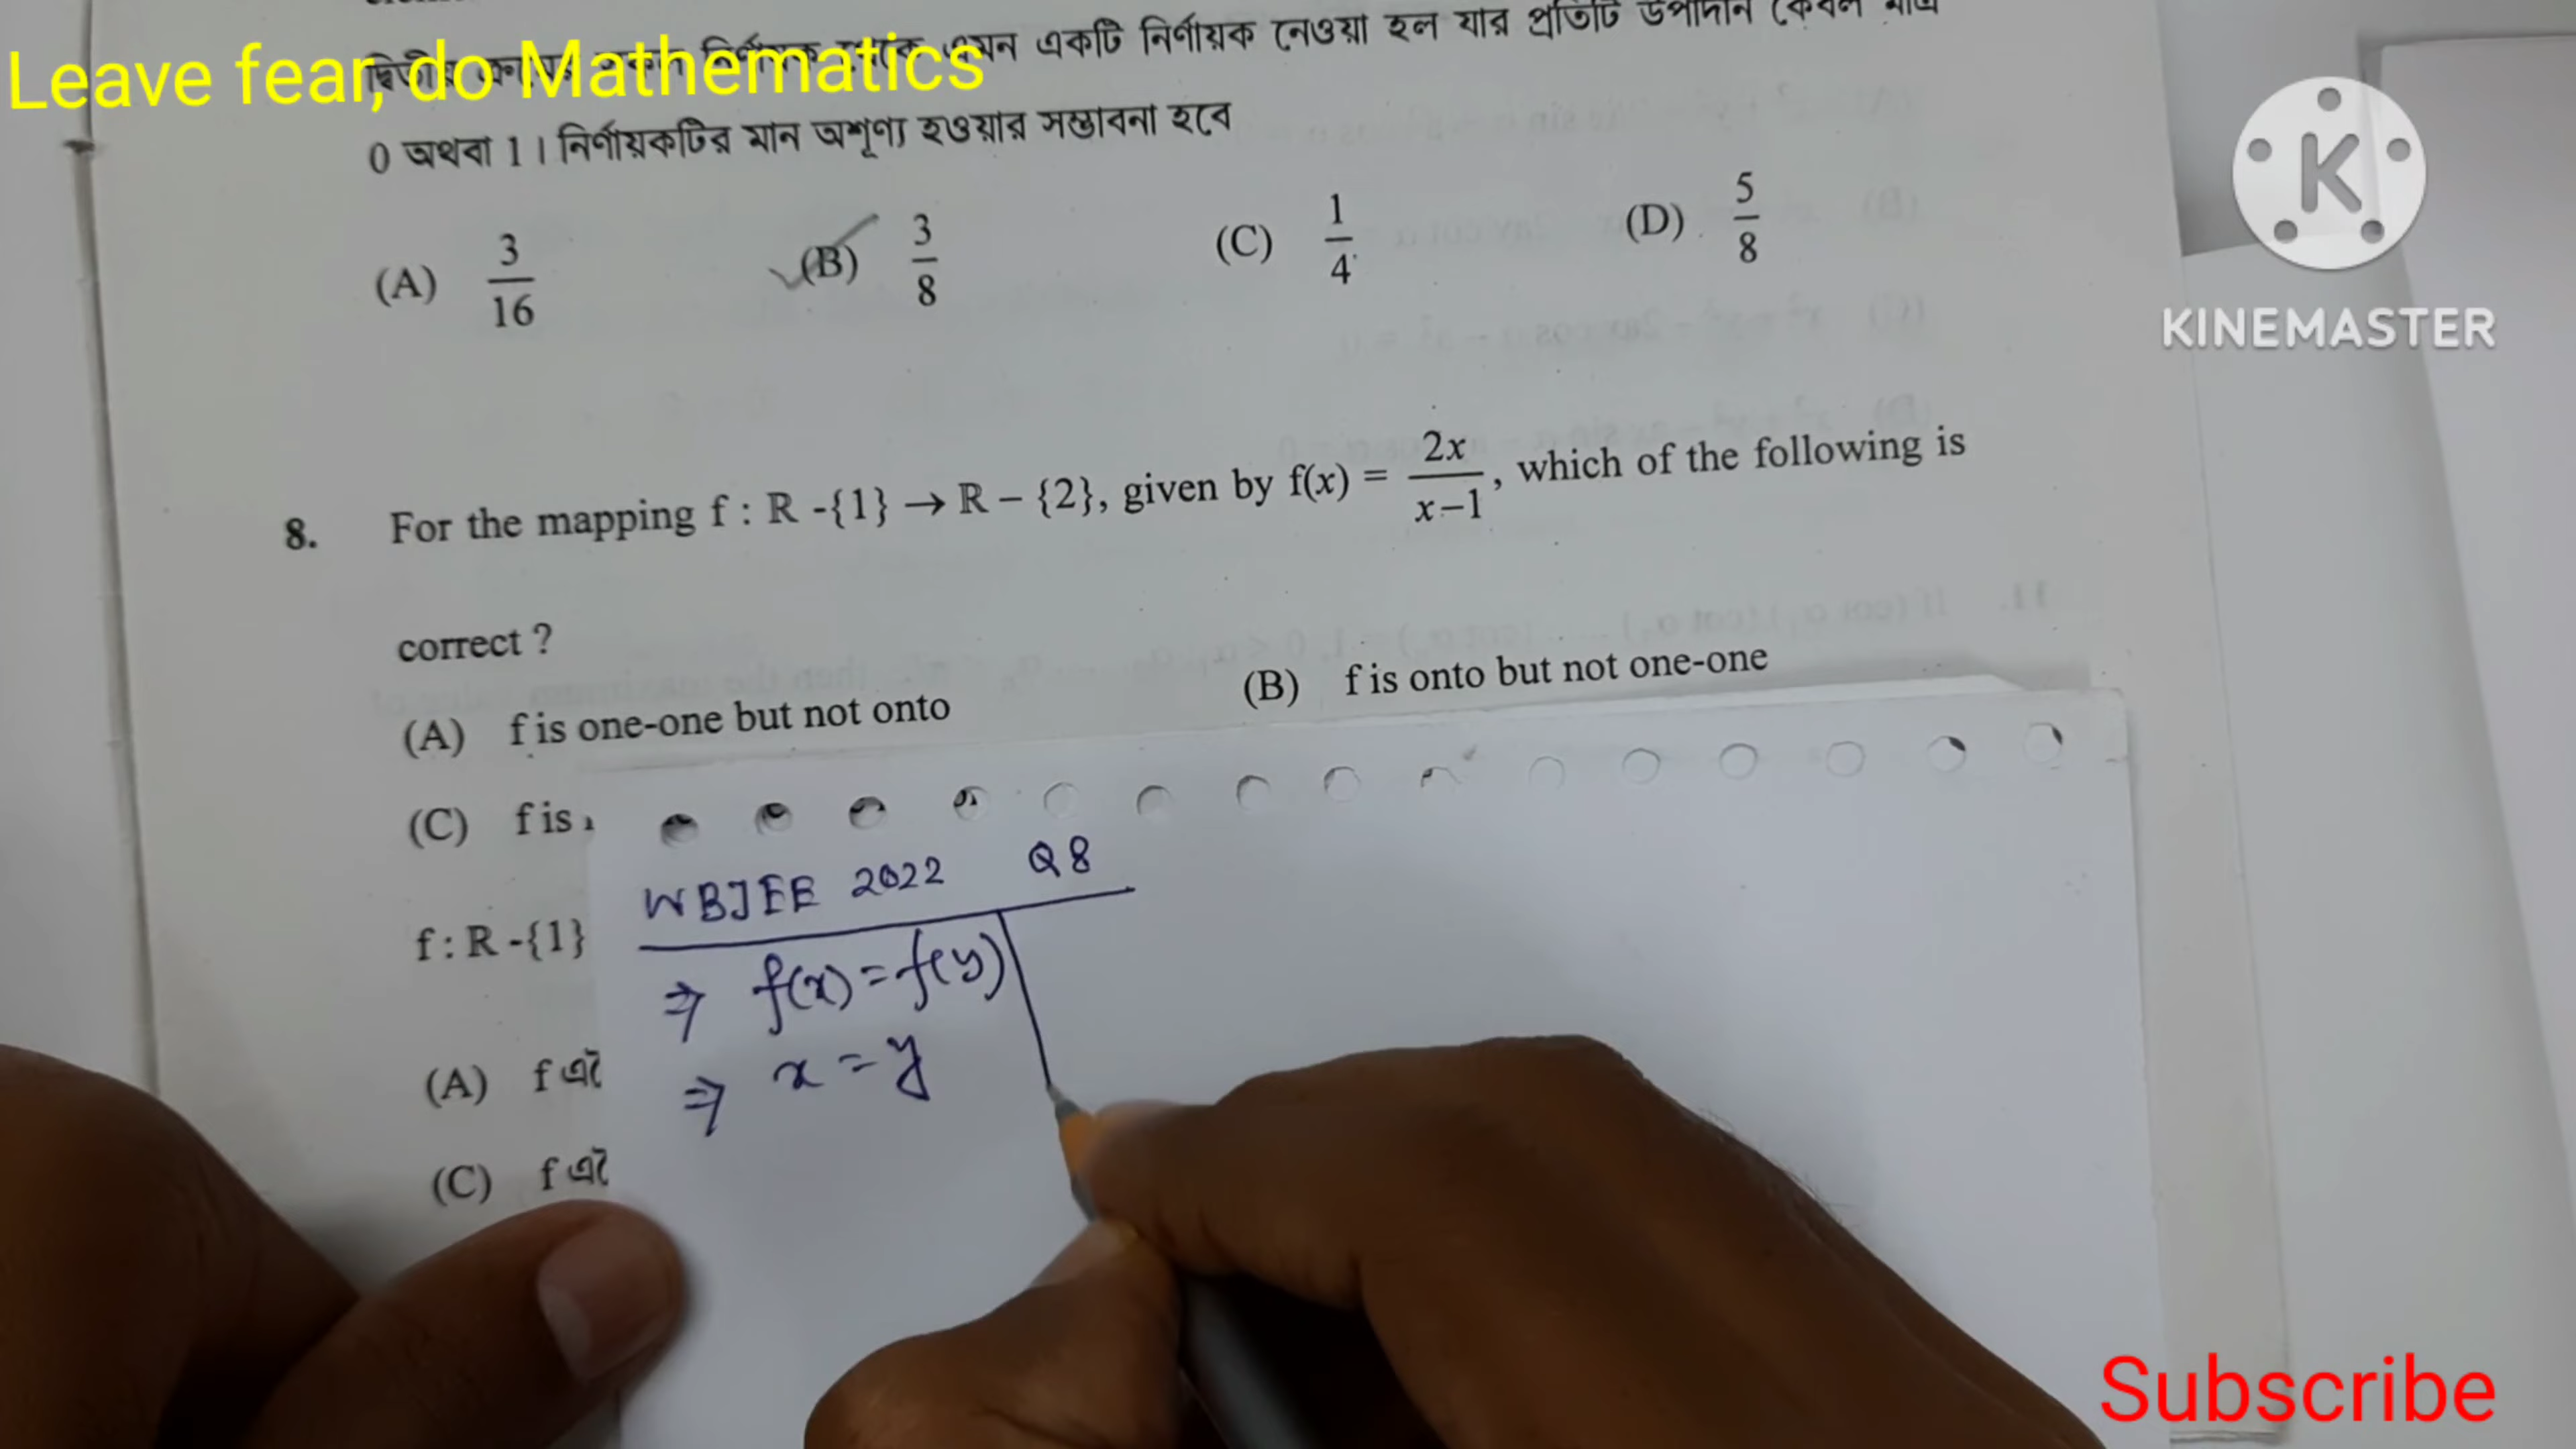 Leave fear, do Mathematics
একটি নির্ণায়ক নেওয়া হল যার প্রতিটি উপাদান কেবল মাত্র
0 অথবা 1। নির্ণায়কটির মান অশূণ্য হওয়ার সম্ভাবনা হবে
(A) 3/16 (B) 3/8 (C) 1/4 (D) 5/8
K
KINEMASTER
8. For the mapping f : R -{1} → R – {2}, given by f(x) = 2x/(x–1), which of the following is
correct ?
(A) f is one-one but not onto (B) f is onto but not one-one
(C) f is
WBJEE 2022 Q8
f : R -{1}
⇒ f(x) = f(y)
⇒ x = y
(A) f
(C) f
Subscribe